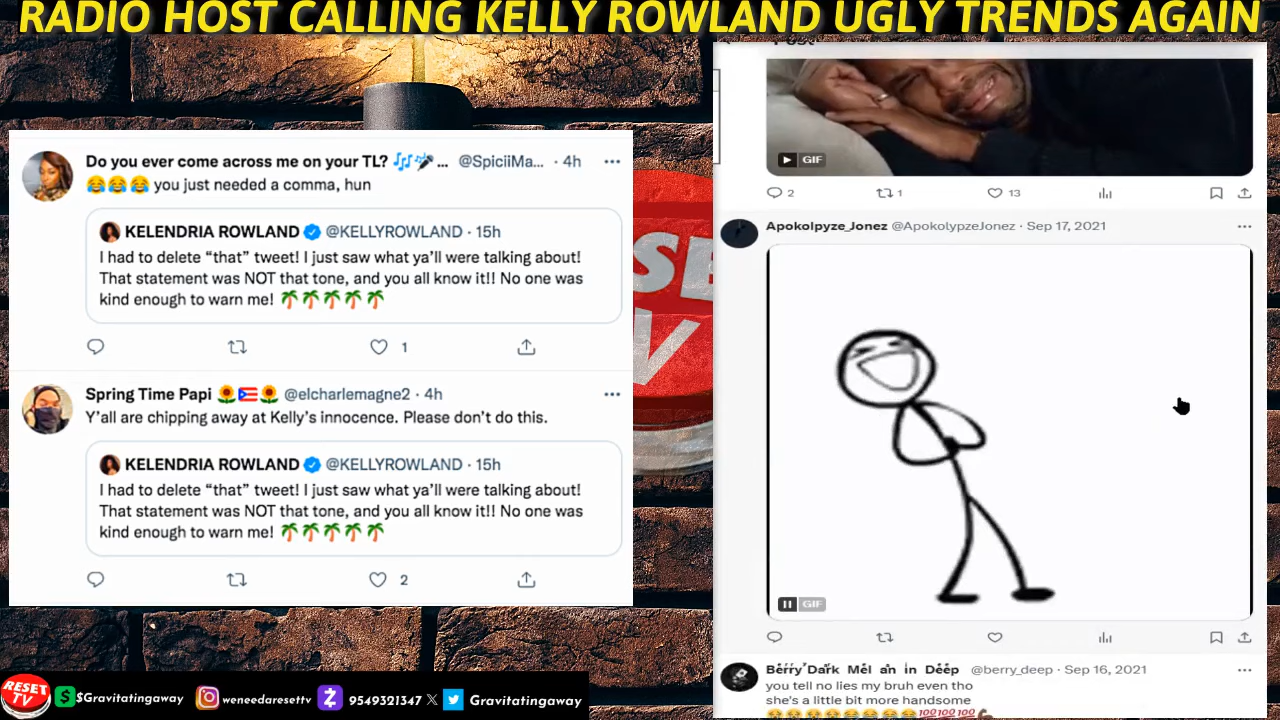 RADIO HOST CALLING KELLY ROWLAND UGLY TRENDS AGAIN
Do you ever come across me on your TL? 🎶🎤... @SpiciiMa... · 4h
😂😂😂 you just needed a comma, hun
KELENDRIA ROWLAND @KELLYROWLAND · 15h
I had to delete “that” tweet! I just saw what ya’ll were talking about!
That statement was NOT that tone, and you all know it!! No one was
kind enough to warn me! 🌴🌴🌴🌴🌴
1
Spring Time Papi 🌻🇵🇷🌻 @elcharlemagne2 · 4h
Y’all are chipping away at Kelly’s innocence. Please don’t do this.
KELENDRIA ROWLAND @KELLYROWLAND · 15h
I had to delete “that” tweet! I just saw what ya’ll were talking about!
That statement was NOT that tone, and you all know it!! No one was
kind enough to warn me! 🌴🌴🌴🌴🌴
2
Post
GIF
2 1 13
Apokolpyze_Jonez @ApokolypzeJonez · Sep 17, 2021
GIF
@berry_deep · Sep 16, 2021
you tell no lies my bruh even tho
she's a little bit more handsome
💯💯💯
TV
RESET
TV
$Gravitatingaway
weneedaresettv
9549321347
X
Gravitatingaway